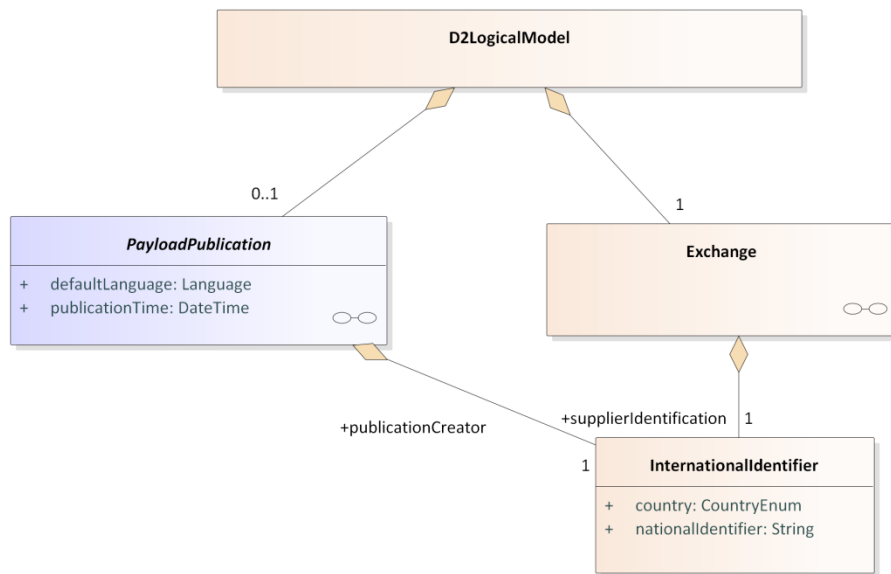 D2LogicalModel
0..1
1
PayloadPublication
+ defaultLanguage: Language
+ publicationTime: DateTime
Exchange
+publicationCreator
+supplierIdentification
1
1
InternationalIdentifier
+ country: CountryEnum
+ nationalIdentifier: String